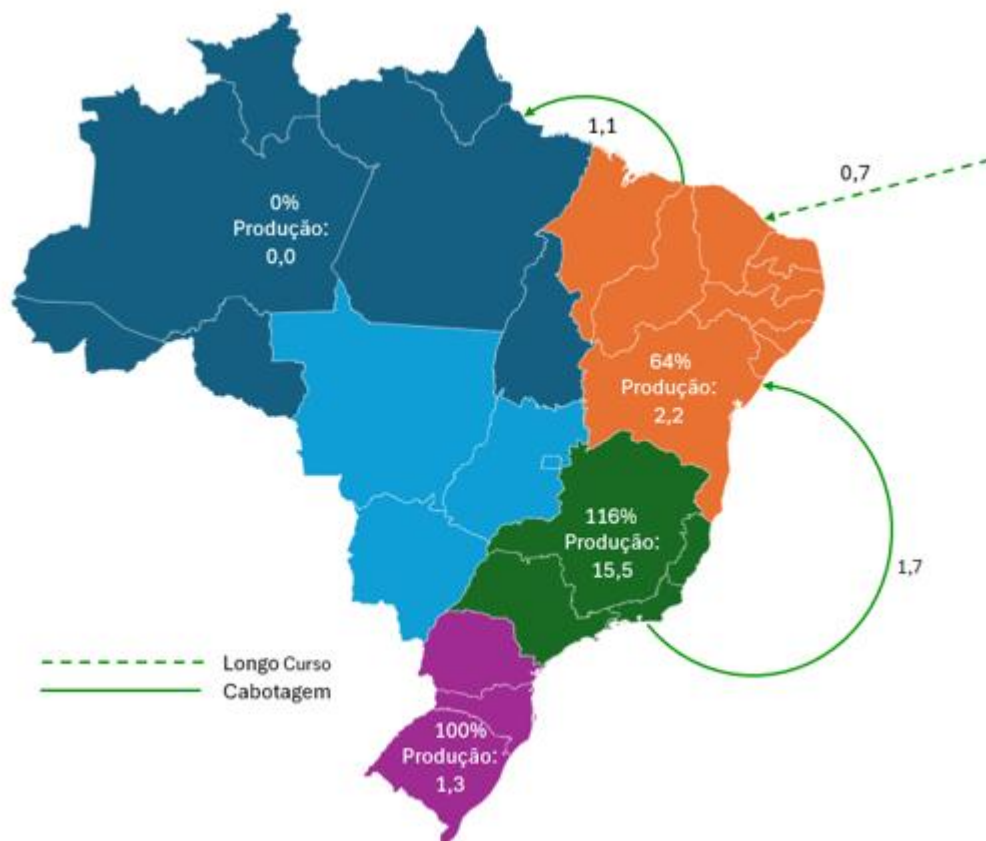 1,1
0,7
0%
Produção:
0,0
64%
Produção:
2,2
116%
Produção:
15,5
1,7
Longo Curso
Cabotagem
100%
Produção:
1,3